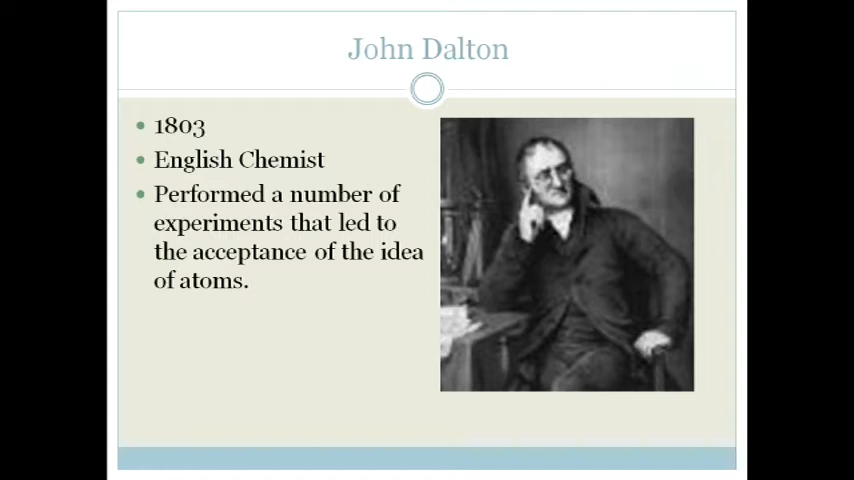 John Dalton
• 1803
• English Chemist
• Performed a number of
experiments that led to
the acceptance of the idea
of atoms.